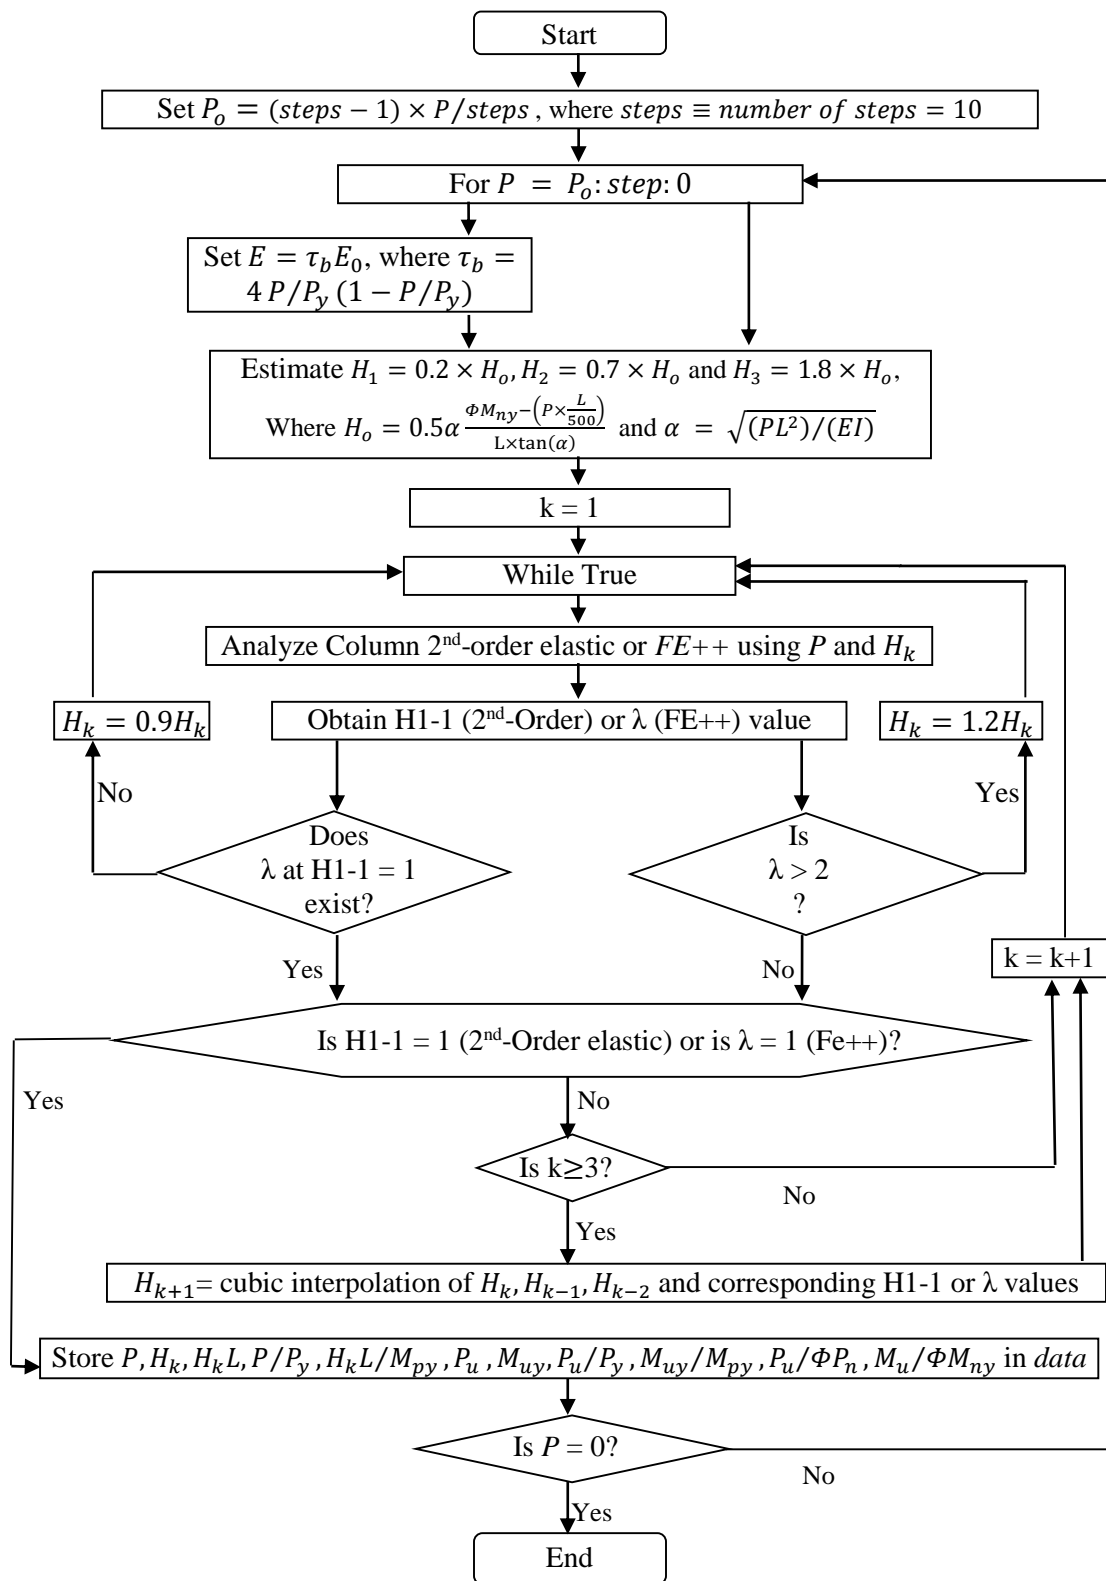 Start
Set P_o = (steps − 1) × P/steps , where steps ≡ number of steps = 10
For P = P_o: step: 0
Set E = τ_b E_0, where τ_b =
4 P/P_y (1 − P/P_y)
Estimate H_1 = 0.2 × H_o, H_2 = 0.7 × H_o and H_3 = 1.8 × H_o,
Where H_o = 0.5α (ΦM_ny−(P×L/500))/(L×tan(α)) and α = √(PL²)/(EI)
k = 1
While True
Analyze Column 2nd-order elastic or FE++ using P and H_k
H_k = 0.9H_k
Obtain H1-1 (2nd-Order) or λ (FE++) value
H_k = 1.2H_k
No
Yes
Does
λ at H1-1 = 1
exist?
Is
λ > 2
?
Yes
No
k = k+1
Is H1-1 = 1 (2nd-Order elastic) or is λ = 1 (Fe++)?
Yes
No
Is k≥3?
No
Yes
H_k+1= cubic interpolation of H_k, H_k−1, H_k−2 and corresponding H1-1 or λ values
Store P, H_k, H_k L, P/P_y, H_k L/M_py, P_u , M_uy, P_u/P_y, M_uy/M_py, P_u/ΦP_n, M_u/ΦM_ny in data
Is P = 0?
No
Yes
End